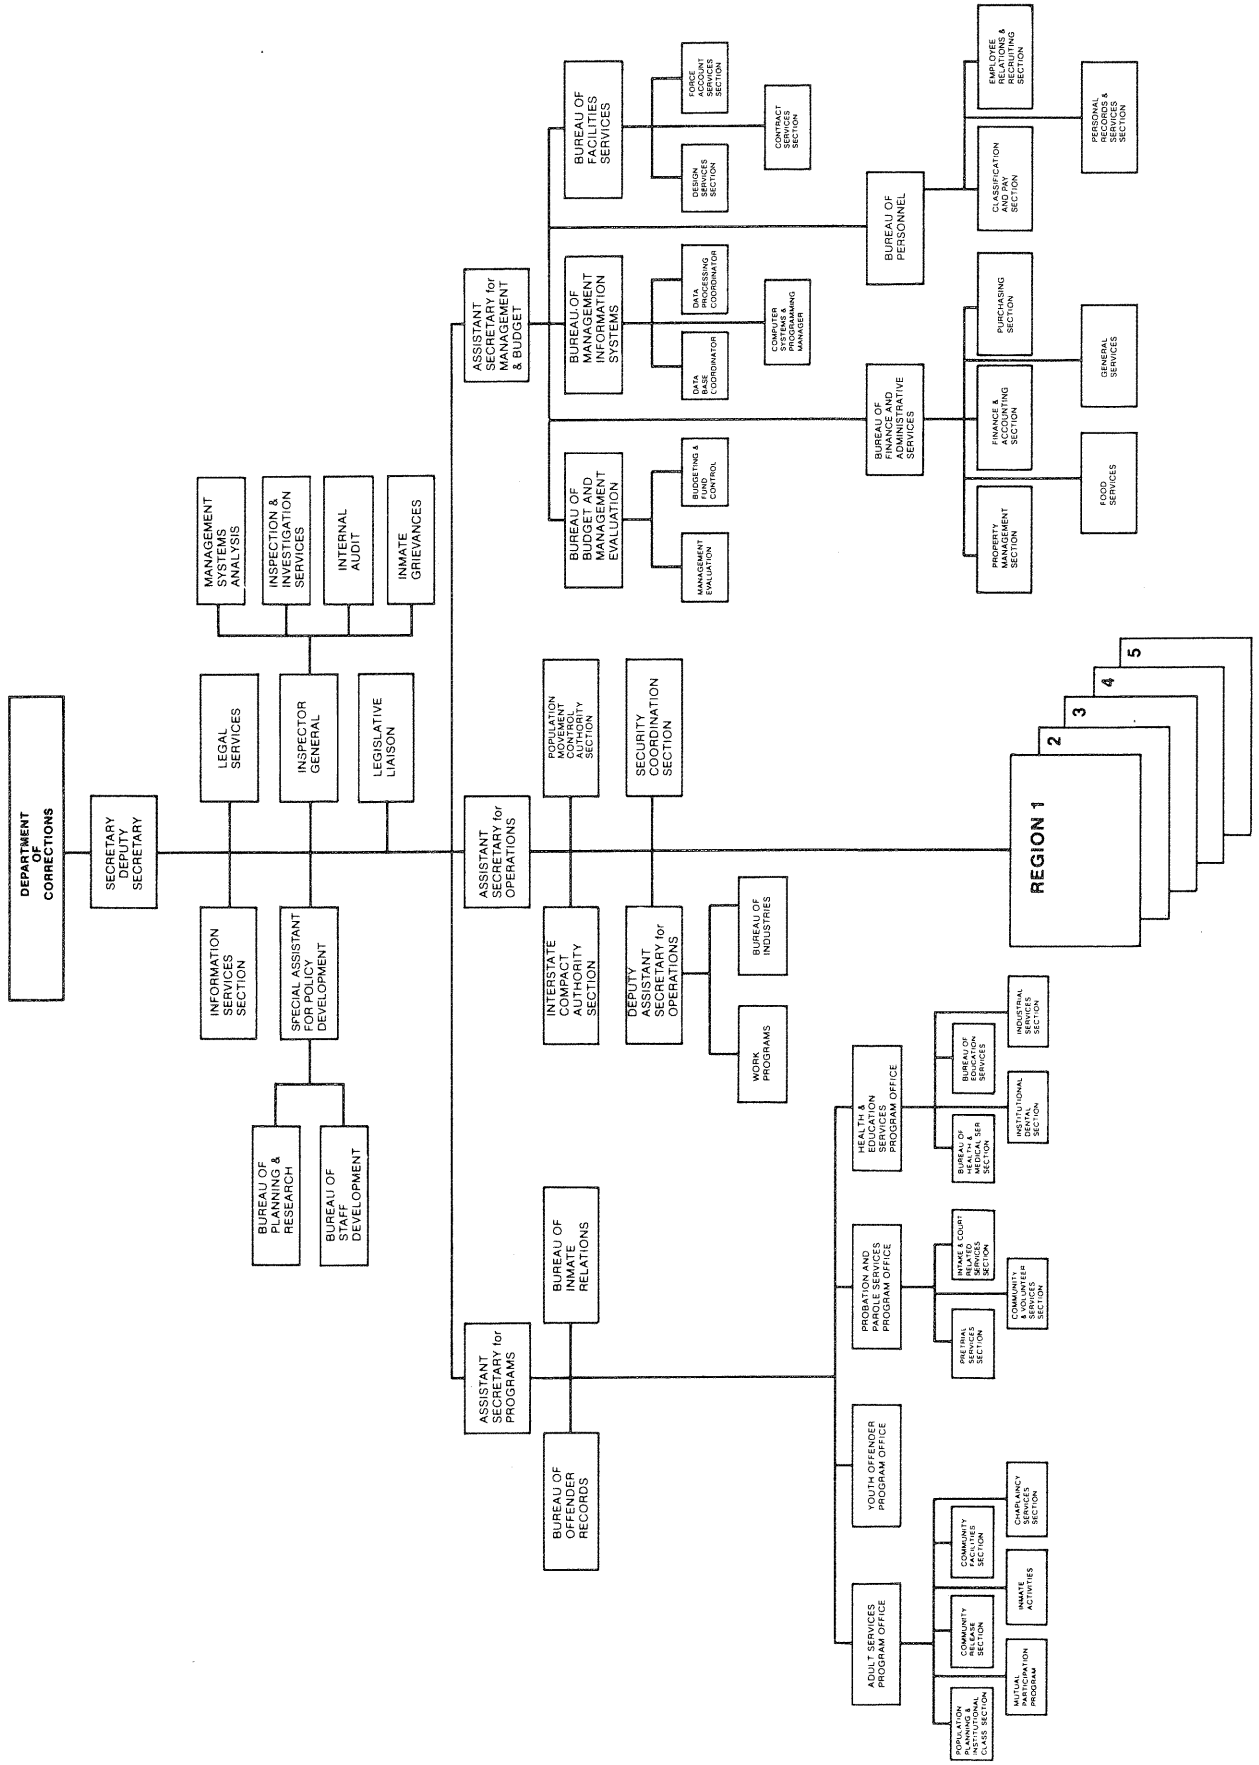 DEPARTMENT
OF
CORRECTIONS
SECRETARY
DEPUTY
SECRETARY
INFORMATION
SERVICES
SECTION
LEGAL
SERVICES
SPECIAL ASSISTANT
FOR POLICY
DEVELOPMENT
INSPECTOR
GENERAL
LEGISLATIVE
LIAISON
BUREAU OF
PLANNING &
RESEARCH
BUREAU OF
STAFF
DEVELOPMENT
MANAGEMENT
SYSTEMS
ANALYSIS
INSPECTION &
INVESTIGATION
SERVICES
INTERNAL
AUDIT
INMATE
GRIEVANCES
ASSISTANT
SECRETARY for
PROGRAMS
BUREAU OF
OFFENDER
RECORDS
BUREAU OF
INMATE
RELATIONS
ADULT SERVICES
PROGRAM OFFICE
POPULATION
PLANNING &
INSTITUTIONAL
CLASS. SECTION
COMMUNITY
RELEASE
SECTION
COMMUNITY
FACILITIES
SECTION
MUTUAL
PARTICIPATION
PROGRAM
INMATE
ACTIVITIES
CHAPLAINCY
SERVICES
SECTION
YOUTH OFFENDER
PROGRAM OFFICE
PROBATION AND
PAROLE SERVICES
PROGRAM OFFICE
PRETRIAL
SERVICES
SECTION
INTAKE & COURT
RELATED
SERVICES
SECTION
COMMUNITY
& VOLUNTEER
SERVICES
SECTION
HEALTH &
EDUCATION
SERVICES
PROGRAM OFFICE
BUREAU OF
HEALTH &
MEDICAL SER
SECTION
BUREAU OF
EDUCATION
SERVICES
INSTITUTIONAL
DENTAL
SECTION
INDUSTRIAL
SERVICES
SECTION
ASSISTANT
SECRETARY for
OPERATIONS
INTERSTATE
COMPACT
AUTHORITY
SECTION
POPULATION
MOVEMENT
CONTROL
AUTHORITY
SECTION
DEPUTY
ASSISTANT
SECRETARY for
OPERATIONS
SECURITY
COORDINATION
SECTION
WORK
PROGRAMS
BUREAU OF
INDUSTRIES
REGION 1
2
3
4
5
ASSISTANT
SECRETARY for
MANAGEMENT
& BUDGET
BUREAU OF
BUDGET AND
MANAGEMENT
EVALUATION
MANAGEMENT
EVALUATION
BUDGETING &
FUND
CONTROL
BUREAU OF
MANAGEMENT
INFORMATION
SYSTEMS
DATA
BASE
COORDINATOR
DATA
PROCESSING
COORDINATOR
COMPUTER
SYSTEMS &
PROGRAMMING
MANAGER
BUREAU OF
FACILITIES
SERVICES
DESIGN
SERVICES
SECTION
FORCE
ACCOUNT
SERVICES
SECTION
CONTRACT
SERVICES
SECTION
BUREAU OF
FINANCE AND
ADMINISTRATIVE
SERVICES
PROPERTY
MANAGEMENT
SECTION
FINANCE &
ACCOUNTING
SECTION
PURCHASING
SECTION
FOOD
SERVICES
GENERAL
SERVICES
BUREAU OF
PERSONNEL
CLASSIFICATION
AND PAY
SECTION
EMPLOYEE
RELATIONS &
RECRUITING
SECTION
PERSONAL
RECORDS &
SERVICES
SECTION